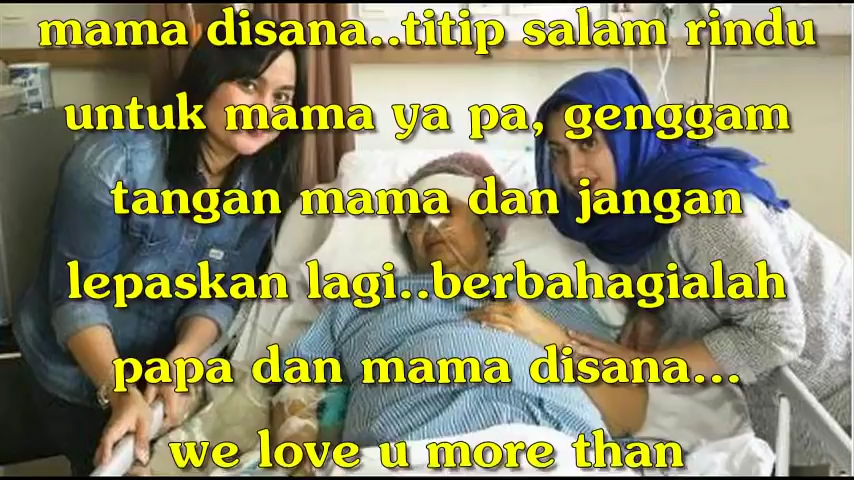 mama disana..titip salam rindu
untuk mama ya pa, genggam
tangan mama dan jangan
lepaskan lagi..berbahagialah
papa dan mama disana...
we love u more than